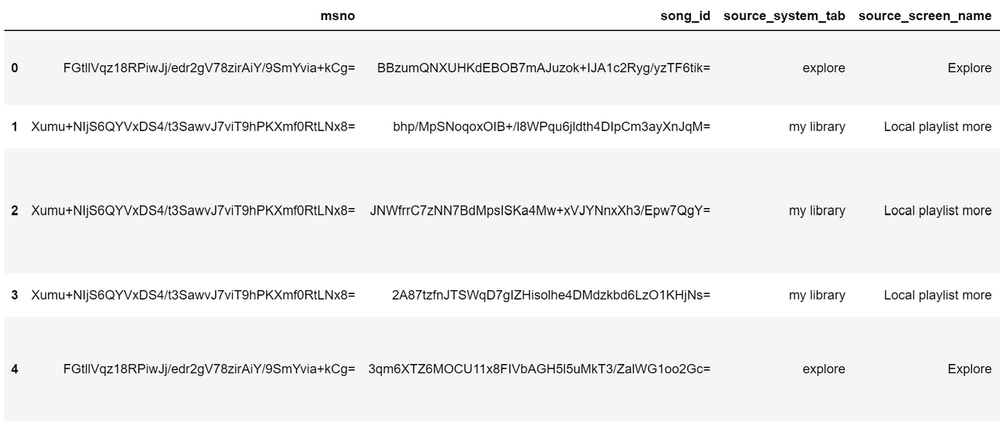 msno song_id source_system_tab source_screen_name
0 FGtllVqz18RPiwJj/edr2gV78zirAiY/9SmYvia+kCg= BBzumQNXUHKdEBOB7mAJuzok+IJA1c2Ryg/yzTF6tik= explore Explore
1 Xumu+NIjS6QYVxDS4/t3SawvJ7viT9hPKXmf0RtLNx8= bhp/MpSNoqoxOIB+/l8WPqu6jldth4DIpCm3ayXnJqM= my library Local playlist more
2 Xumu+NIjS6QYVxDS4/t3SawvJ7viT9hPKXmf0RtLNx8= JNWfrrC7zNN7BdMpsISKa4Mw+xVJYNnxXh3/Epw7QgY= my library Local playlist more
3 Xumu+NIjS6QYVxDS4/t3SawvJ7viT9hPKXmf0RtLNx8= 2A87tzfnJTSWqD7gIZHisolhe4DMdzkbd6LzO1KHjNs= my library Local playlist more
4 FGtllVqz18RPiwJj/edr2gV78zirAiY/9SmYvia+kCg= 3qm6XTZ6MOCU11x8FIVbAGH5l5uMkT3/ZalWG1oo2Gc= explore Explore